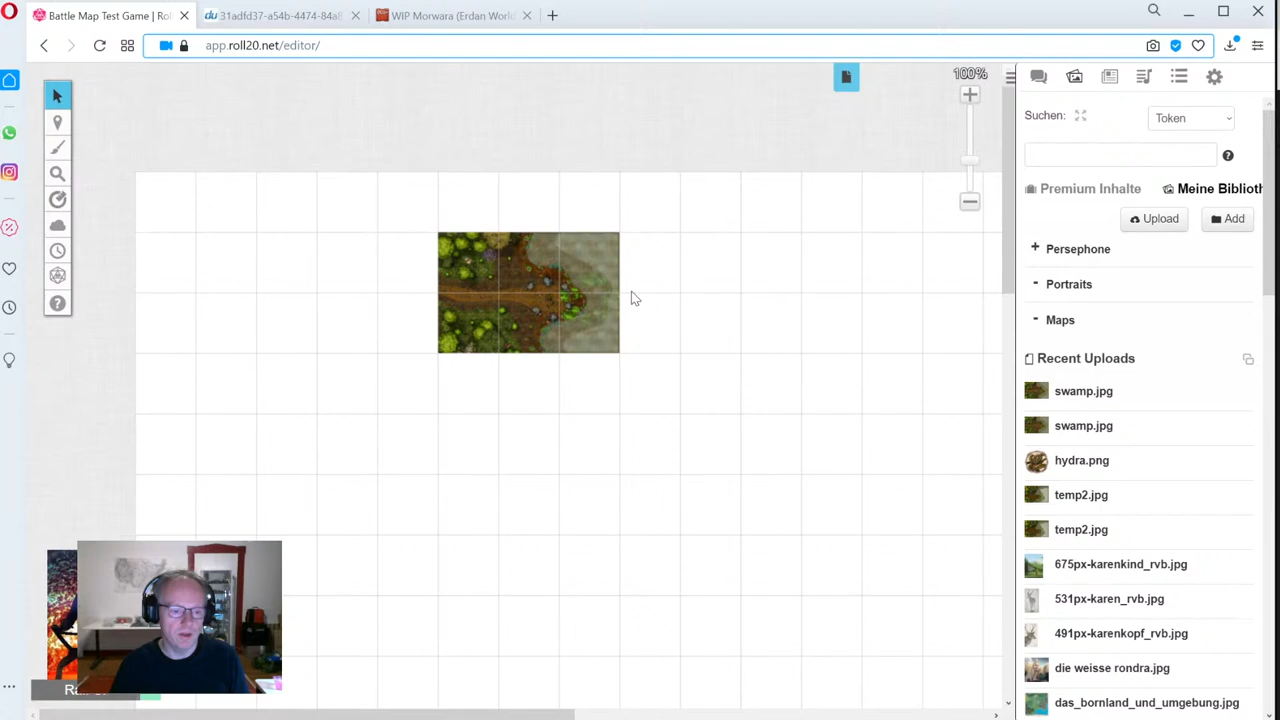 Battle Map Test Game | Rol
31adfd37-a54b-4474-84a8
WIP Morwara (Erdan World
app.roll20.net/editor/
100%
Suchen:
Token
Premium Inhalte
Meine Biblioth
Upload
Add
Persephone
Portraits
Maps
Recent Uploads
swamp.jpg
swamp.jpg
hydra.png
temp2.jpg
temp2.jpg
675px-karenkind_rvb.jpg
531px-karen_rvb.jpg
491px-karenkopf_rvb.jpg
die weisse rondra.jpg
das_bornland_und_umgebung.jpg